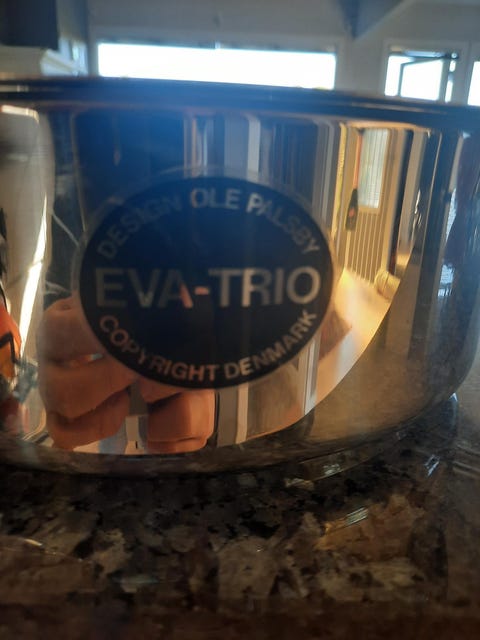 DESIGN OLE PALSBY
EVA-TRIO
COPYRIGHT DENMARK